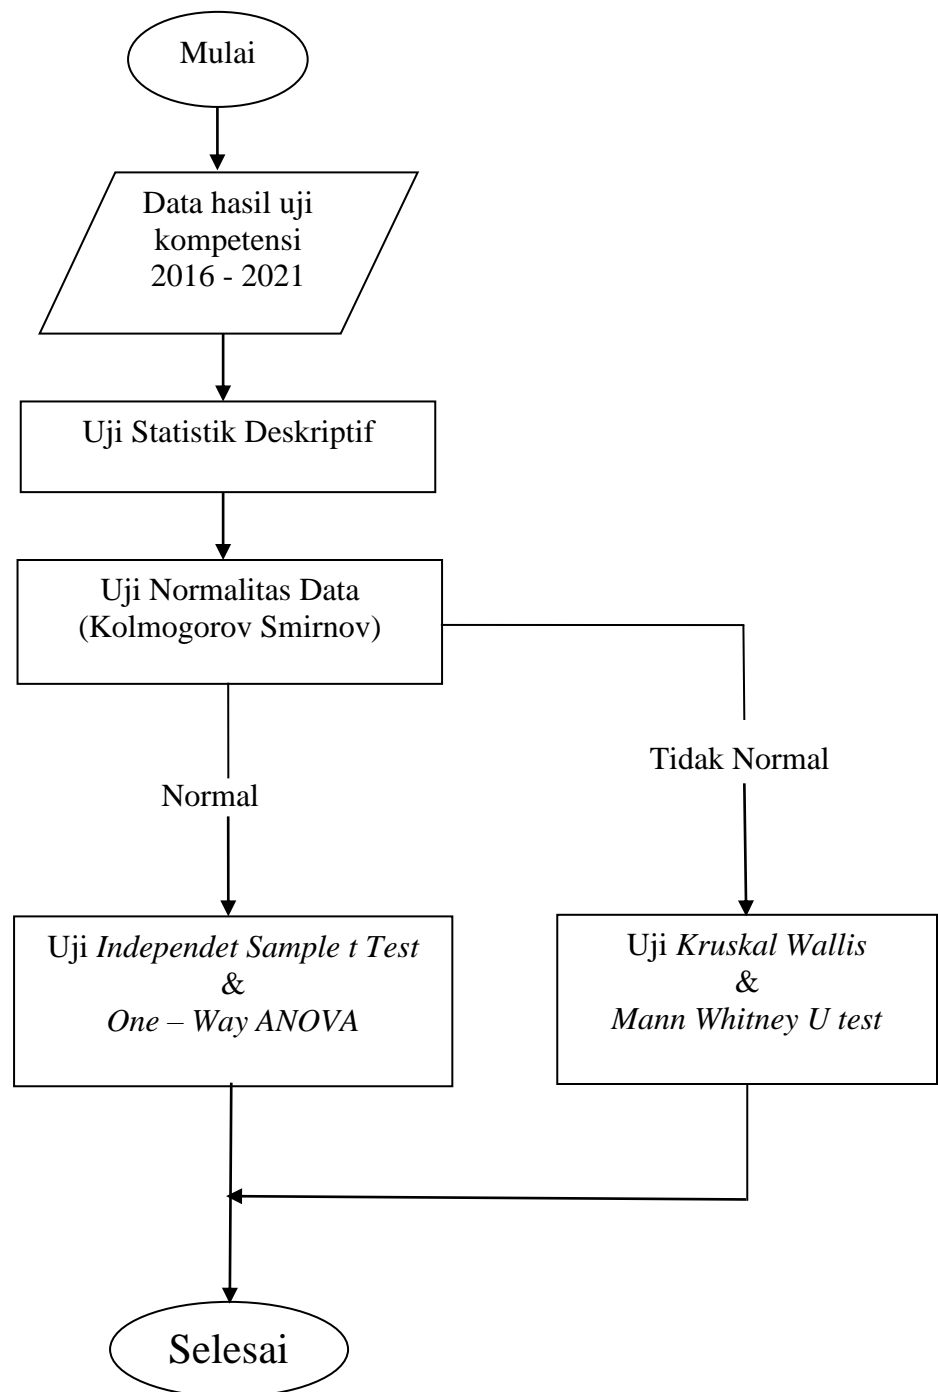 Mulai
Data hasil uji
kompetensi
2016 - 2021
Uji Statistik Deskriptif
Uji Normalitas Data
(Kolmogorov Smirnov)
Tidak Normal
Normal
Uji Independet Sample t Test
&
One – Way ANOVA
Uji Kruskal Wallis
&
Mann Whitney U test
Selesai